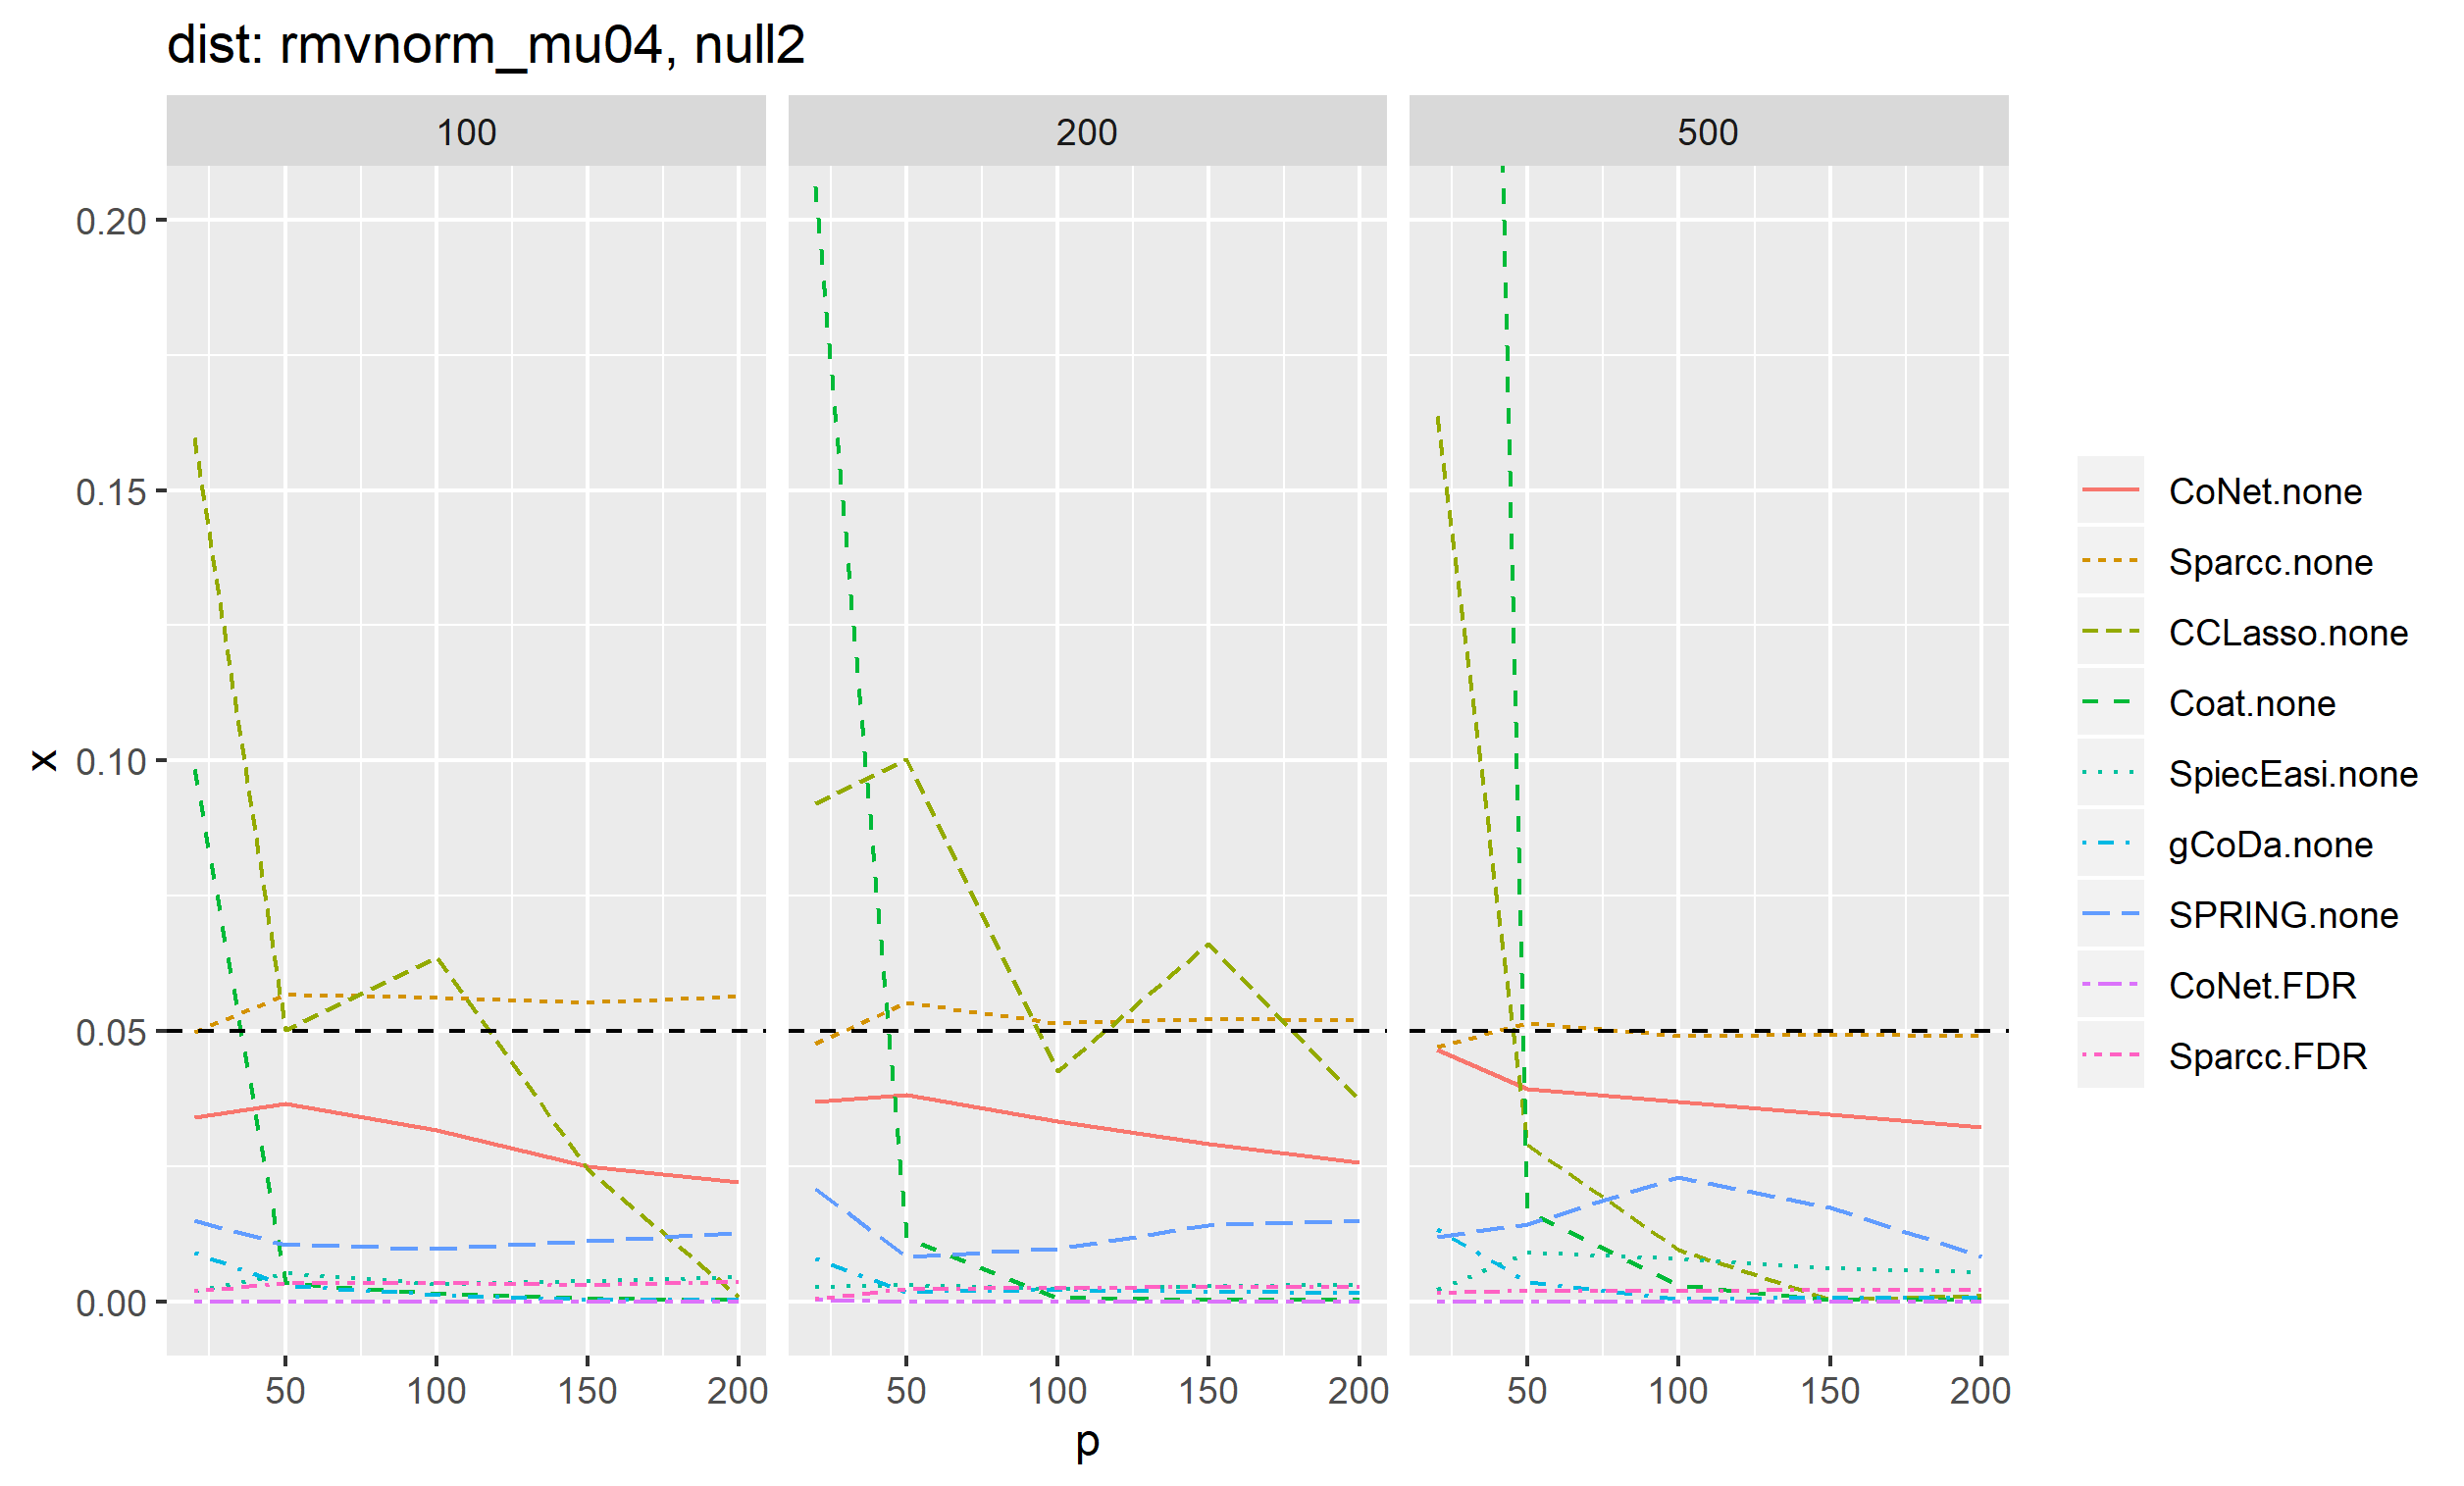 dist: rmvnorm_mu04, null2
100 200 500
0.20
0.15
0.10
0.05
0.00
x
50 100 150 200 50 100 150 200 50 100 150 200
p
CoNet.none
Sparcc.none
CCLasso.none
Coat.none
SpiecEasi.none
gCoDa.none
SPRING.none
CoNet.FDR
Sparcc.FDR